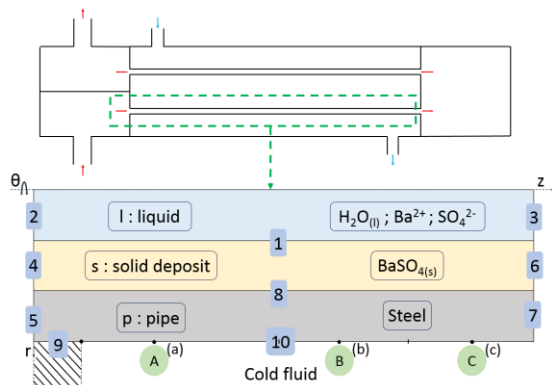 θ z
2 l : liquid H₂O₍ₗ₎ ; Ba²⁺ ; SO₄²⁻ 3
1
4 s : solid deposit BaSO₄₍ₛ₎ 6
8
5 p : pipe Steel 7
r 9 10
A (a) B (b) C (c)
Cold fluid